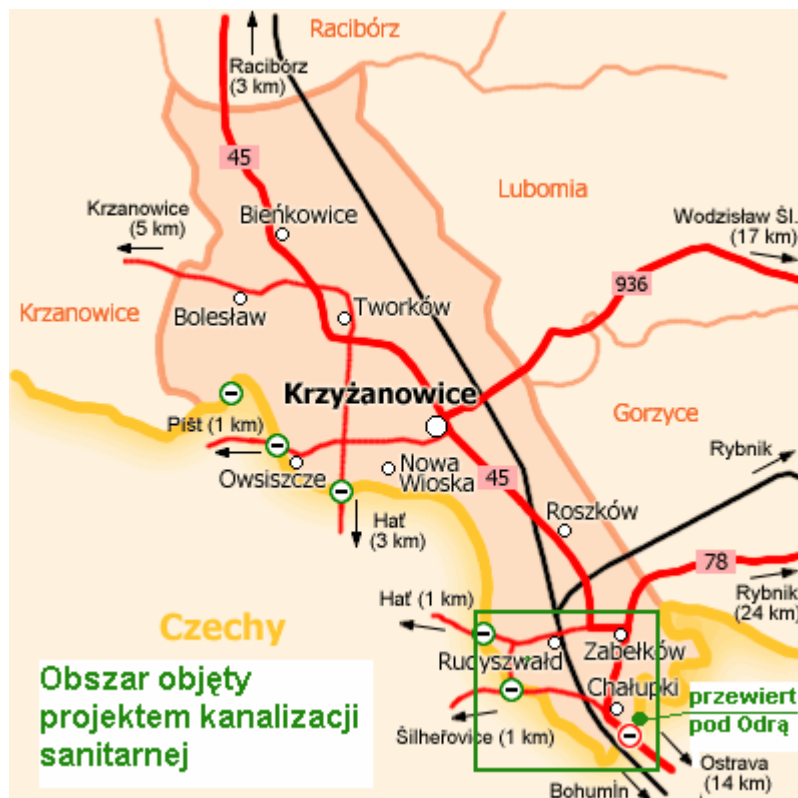 Racibórz
Racibórz
(3 km)
45
Lubomia
Krzanowice
(5 km)
Bieńkowice
Wodzisław Śl.
(17 km)
936
Krzanowice
Bolesław
Tworków
Krzyżanowice
Gorzyce
Pišt (1 km)
Rybnik
Owsiszcze
Nowa
Wioska
45
Roszków
Hať
(3 km)
78
Rybnik
(24 km)
Hať (1 km)
Czechy
Rudyszwałd
Zabełków
Obszar objęty
projektem kanalizacji
sanitarnej
Chałupki
przewiert
pod Odrą
Šilheřovice (1 km)
Ostrava
(14 km)
Bohumin